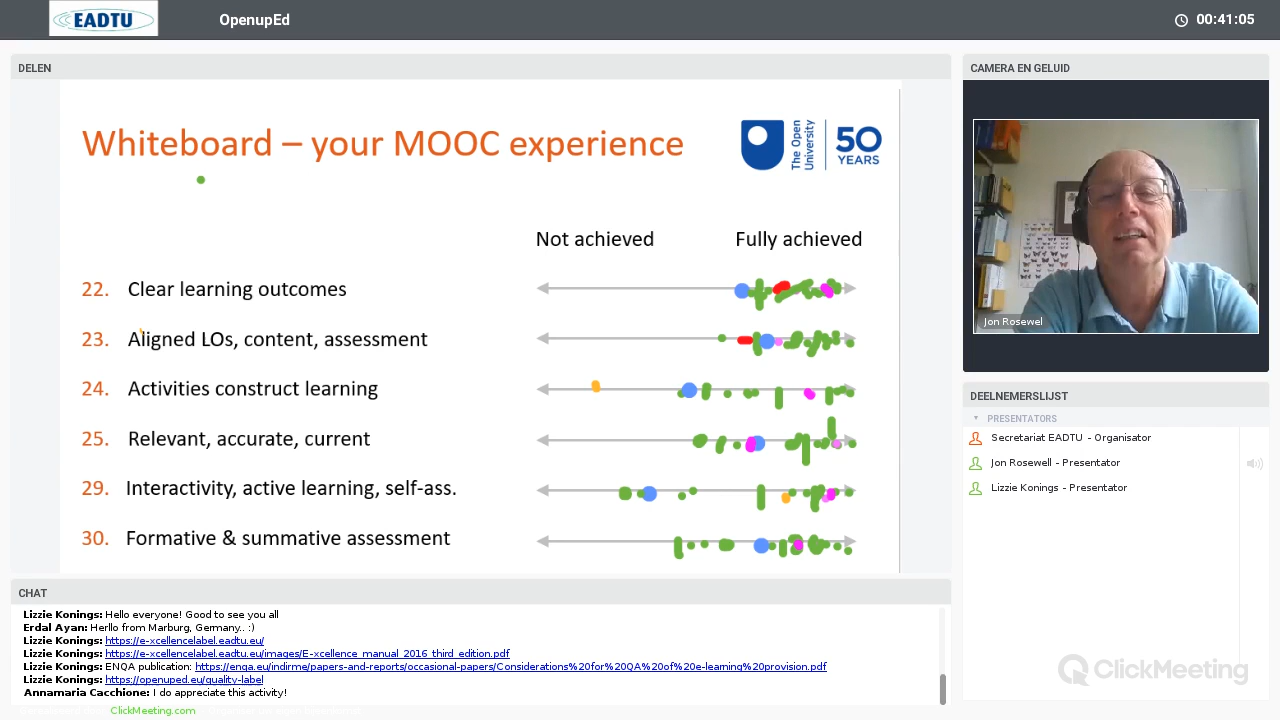 EADTU
OpenupEd
00:41:05
DELEN
Whiteboard – your MOOC experience
The Open
University
50
YEARS
Not achieved
Fully achieved
22. Clear learning outcomes
23. Aligned LOs, content, assessment
24. Activities construct learning
25. Relevant, accurate, current
29. Interactivity, active learning, self-ass.
30. Formative & summative assessment
CAMERA EN GELUID
Jon Rosewel
DEELNEMERSLIJST
PRESENTATORS
Secretariat EADTU - Organisator
Jon Rosewell - Presentator
Lizzie Konings - Presentator
CHAT
Lizzie Konings: Hello everyone! Good to see you all
Erdal Ayan: Herllo from Marburg, Germany.. :)
Lizzie Konings: https://e-xcellencelabel.eadtu.eu/
Lizzie Konings: https://e-xcellencelabel.eadtu.eu/images/E-xcellence_manual_2016_third_edition.pdf
Lizzie Konings: ENQA publication: https://enqa.eu/indirme/papers-and-reports/occasional-papers/Considerations%20for%20QA%20of%20e-learning%20provision.pdf
Lizzie Konings: https://openuped.eu/quality-label
Annamaria Cacchione: I do appreciate this activity!
ClickMeeting.com
ClickMeeting